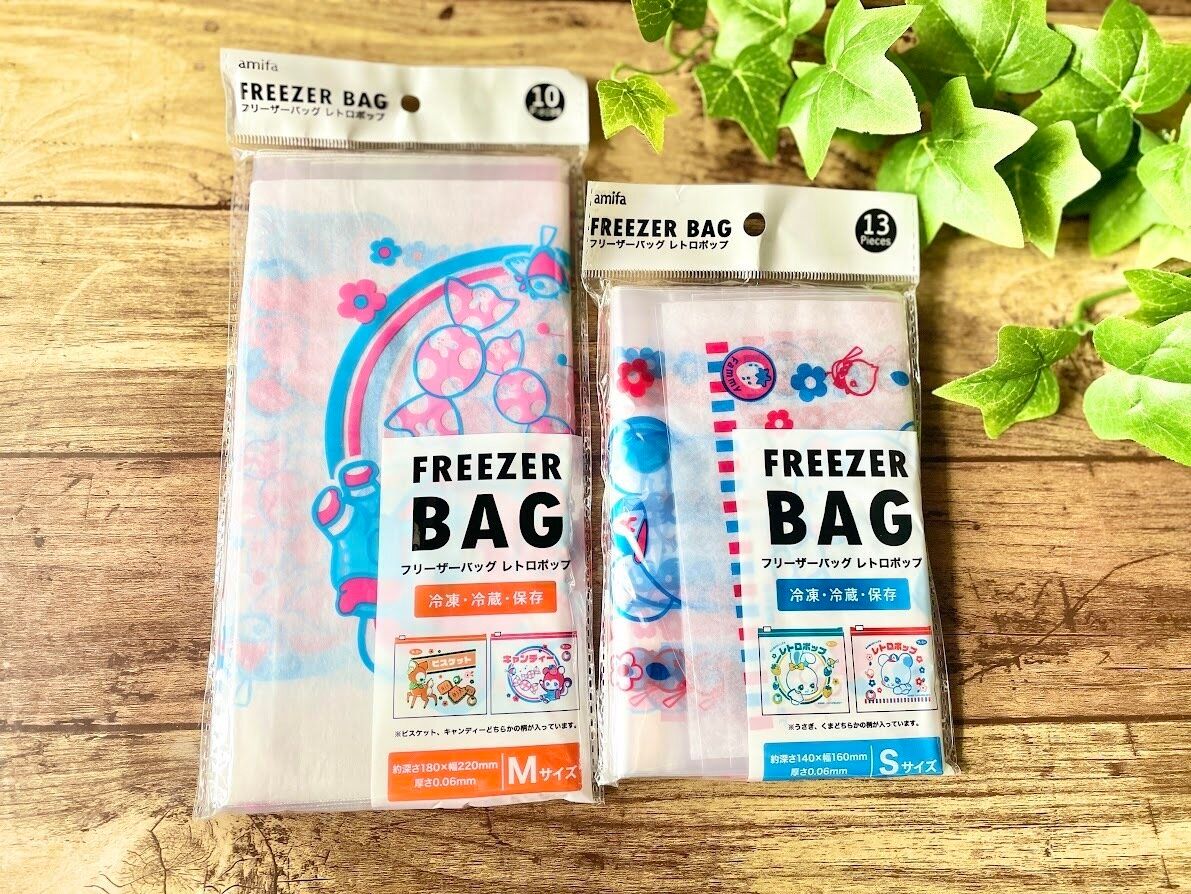 amifa
FREEZER BAG
フリーザーバッグ レトロポップ
10
Pieces
FREEZER
BAG
フリーザーバッグ レトロポップ
冷凍・冷蔵・保存
ビスケット
キャンディー
※ビスケット、キャンディーどちらかの柄が入っています。
約深さ180×幅220mm
厚さ0.06mm
Mサイズ
amifa
FREEZER BAG
フリーザーバッグ レトロポップ
13
Pieces
Fammy
FREEZER
BAG
フリーザーバッグ レトロポップ
冷凍・冷蔵・保存
レトロポップ
レトロポップ
※うさぎ、くまどちらかの柄が入っています。
約深さ140×幅160mm
厚さ0.06mm
Sサイズ